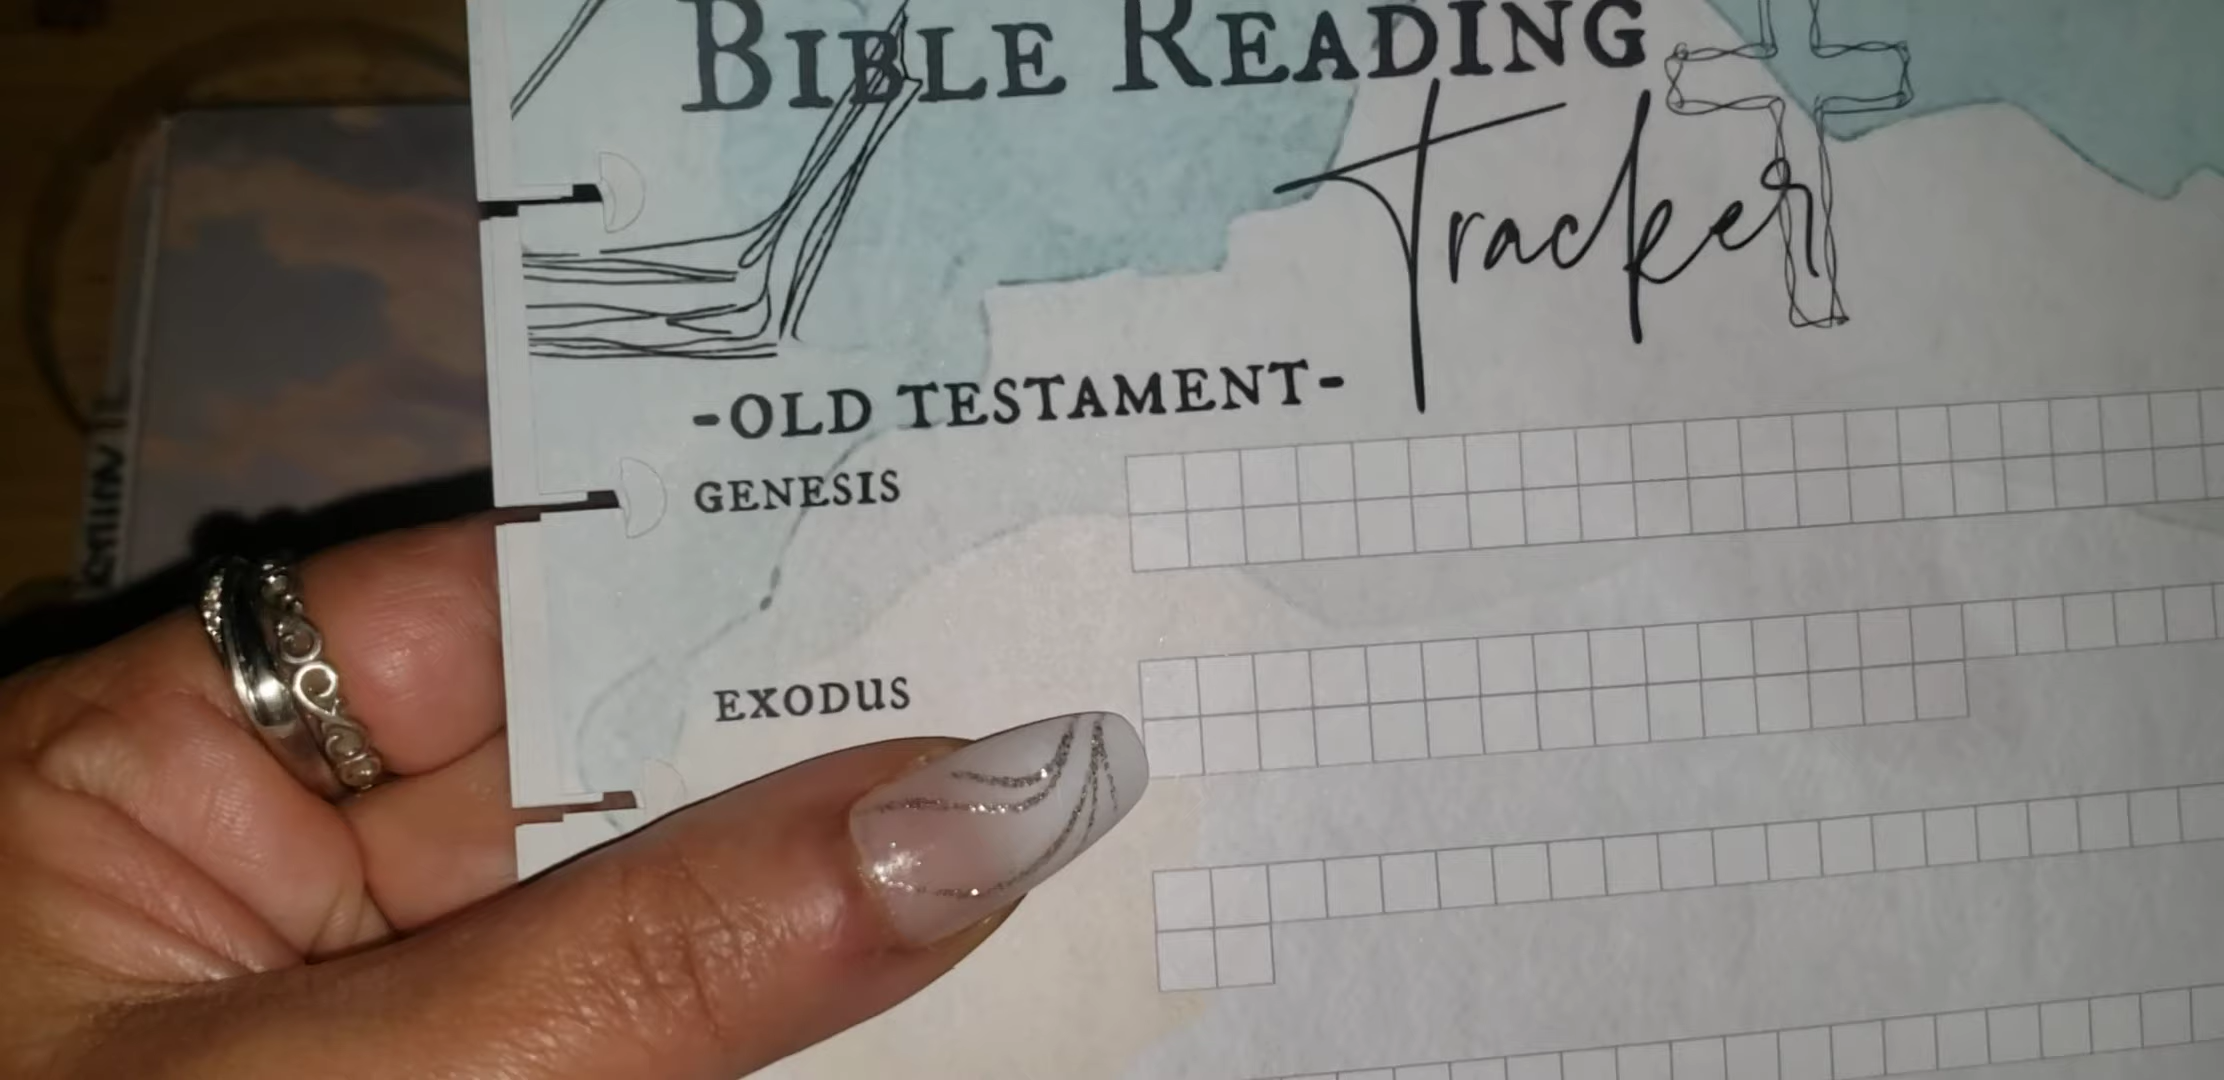 BIBLE READING
Tracker
-OLD TESTAMENT-
GENESIS
EXODUS